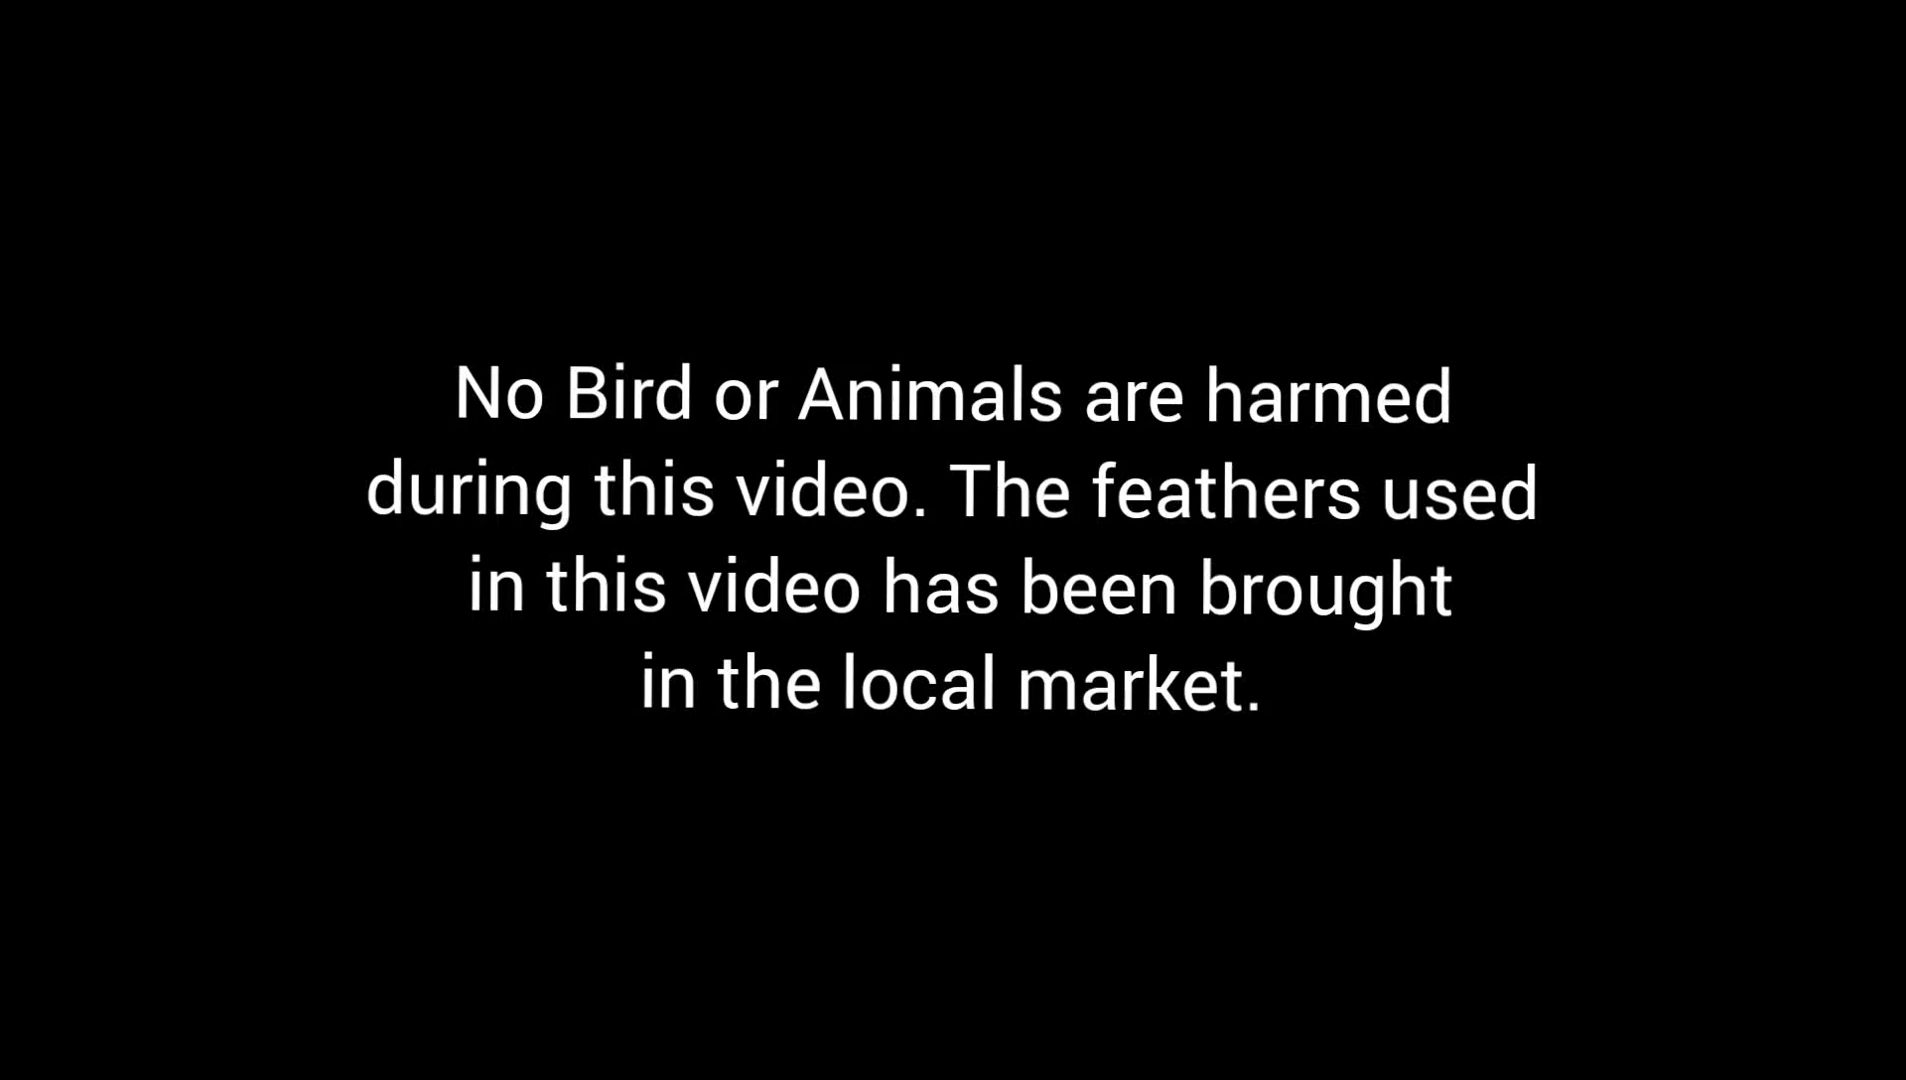 No Bird or Animals are harmed
during this video. The feathers used
in this video has been brought
in the local market.